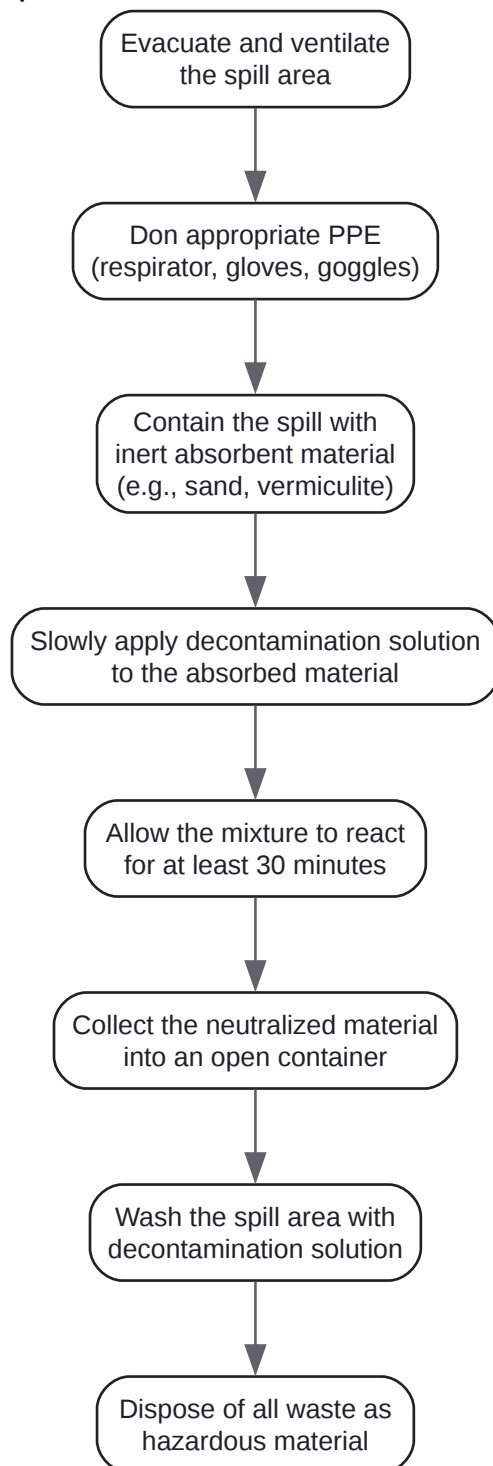 Evacuate and ventilate
the spill area
Don appropriate PPE
(respirator, gloves, goggles)
Contain the spill with
inert absorbent material
(e.g., sand, vermiculite)
Slowly apply decontamination solution
to the absorbed material
Allow the mixture to react
for at least 30 minutes
Collect the neutralized material
into an open container
Wash the spill area with
decontamination solution
Dispose of all waste as
hazardous material